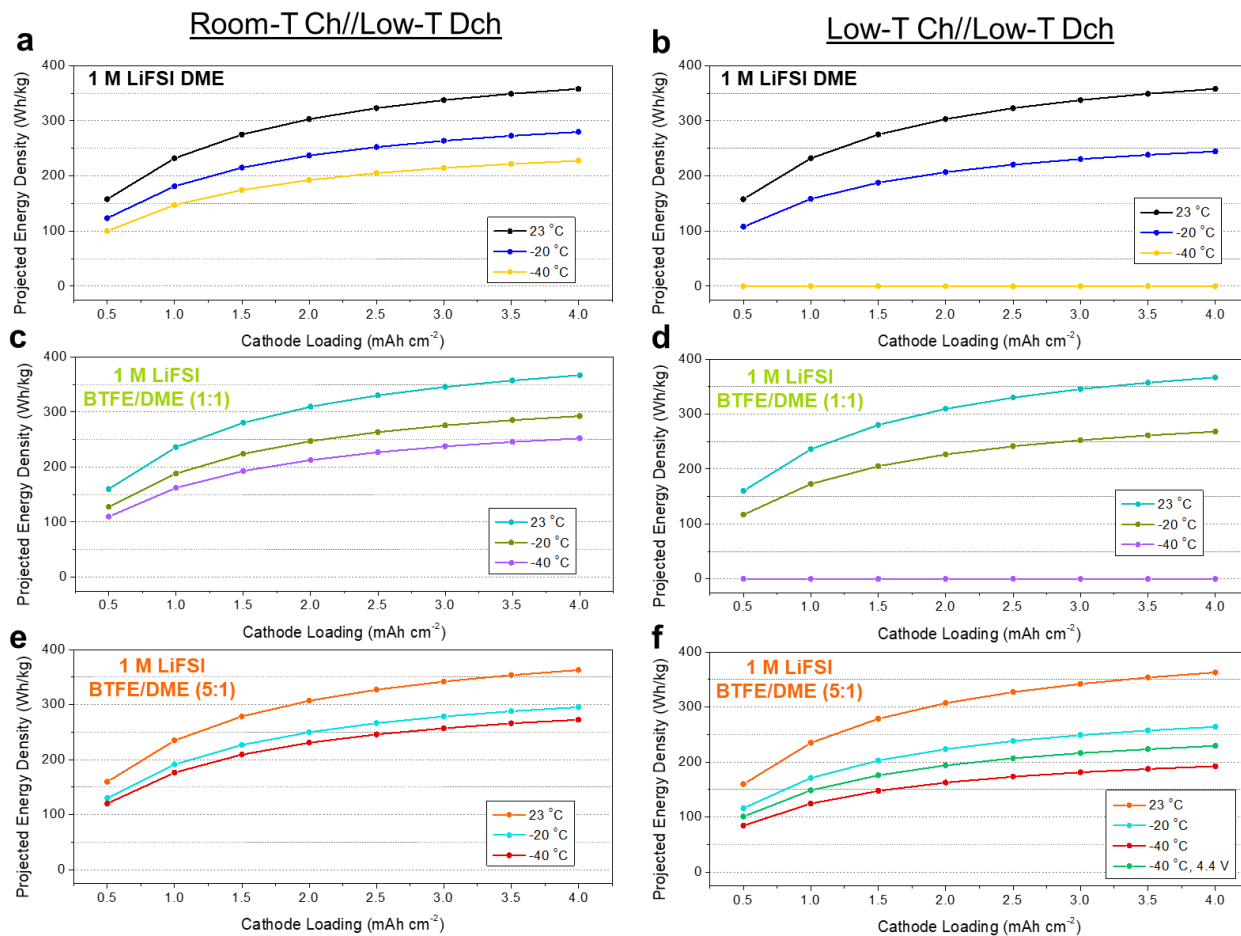 Room-T Ch//Low-T Dch
Low-T Ch//Low-T Dch
a
1 M LiFSI DME
Projected Energy Density (Wh/kg)
400
300
200
100
0
23 °C
-20 °C
-40 °C
0.5 1.0 1.5 2.0 2.5 3.0 3.5 4.0
Cathode Loading (mAh cm⁻²)
b
1 M LiFSI DME
Projected Energy Density (Wh/kg)
400
300
200
100
0
23 °C
-20 °C
-40 °C
0.5 1.0 1.5 2.0 2.5 3.0 3.5 4.0
Cathode Loading (mAh cm⁻²)
c
1 M LiFSI
BTFE/DME (1:1)
Projected Energy Density (Wh/kg)
400
300
200
100
0
23 °C
-20 °C
-40 °C
0.5 1.0 1.5 2.0 2.5 3.0 3.5 4.0
Cathode Loading (mAh cm⁻²)
d
1 M LiFSI
BTFE/DME (1:1)
Projected Energy Density (Wh/kg)
400
300
200
100
0
23 °C
-20 °C
-40 °C
0.5 1.0 1.5 2.0 2.5 3.0 3.5 4.0
Cathode Loading (mAh cm⁻²)
e
1 M LiFSI
BTFE/DME (5:1)
Projected Energy Density (Wh/kg)
400
300
200
100
0
23 °C
-20 °C
-40 °C
0.5 1.0 1.5 2.0 2.5 3.0 3.5 4.0
Cathode Loading (mAh cm⁻²)
f
1 M LiFSI
BTFE/DME (5:1)
Projected Energy Density (Wh/kg)
400
300
200
100
0
23 °C
-20 °C
-40 °C
-40 °C, 4.4 V
0.5 1.0 1.5 2.0 2.5 3.0 3.5 4.0
Cathode Loading (mAh cm⁻²)